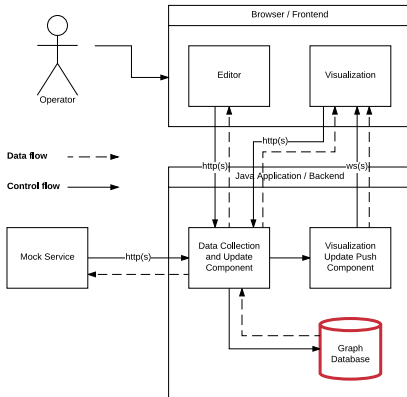 Browser / Frontend
Editor
Visualization
Operator
http(s)
Data flow
http(s)
ws(s)
Java Application / Backend
Control flow
Mock Service
http(s)
Data Collection
and Update
Component
Visualization
Update Push
Component
Graph
Database